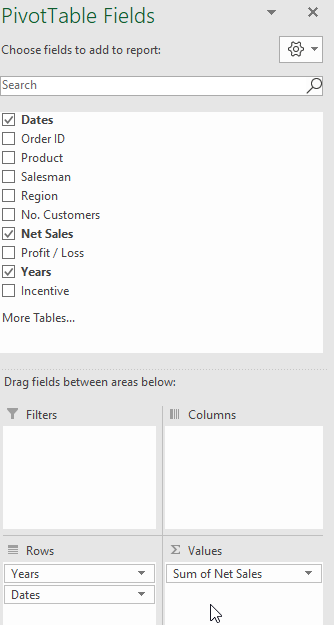 PivotTable Fields
Choose fields to add to report:
Search
Dates
Order ID
Product
Salesman
Region
No. Customers
Net Sales
Profit / Loss
Years
Incentive
More Tables...
Drag fields between areas below:
Filters
Columns
Rows
Years
Dates
Σ Values
Sum of Net Sales